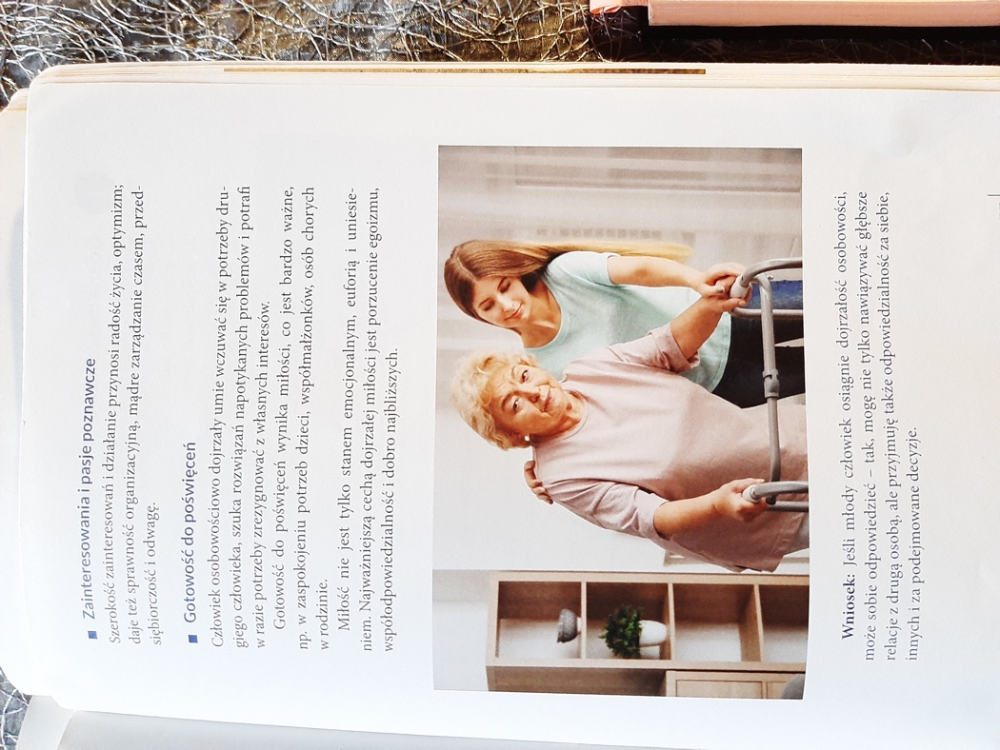 ■ Zainteresowania i pasje poznawcze
Szerokość zainteresowań i działanie przynosi radość życia, optymizm;
daje też sprawność organizacyjną, mądre zarządzanie czasem, przed-
siębiorczość i odwagę.
■ Gotowość do poświęceń
Człowiek osobowościowo dojrzały umie wczuwać się w potrzeby dru-
giego człowieka, szuka rozwiązań napotykanych problemów i potrafi
w razie potrzeby zrezygnować z własnych interesów.
Gotowość do poświęceń wynika miłości, co jest bardzo ważne,
np. w zaspokojeniu potrzeb dzieci, współmałżonków, osób chorych
w rodzinie.
Miłość nie jest tylko stanem emocjonalnym, euforią i uniesie-
niem. Najważniejszą cechą dojrzałej miłości jest porzucenie egoizmu,
współodpowiedzialność i dobro najbliższych.
Wniosek: Jeśli młody człowiek osiągnie dojrzałość osobowości,
może sobie odpowiedzieć – tak, mogę nie tylko nawiązywać głębsze
relacje z drugą osobą, ale przyjmuję także odpowiedzialność za siebie,
innych i za podejmowane decyzje.